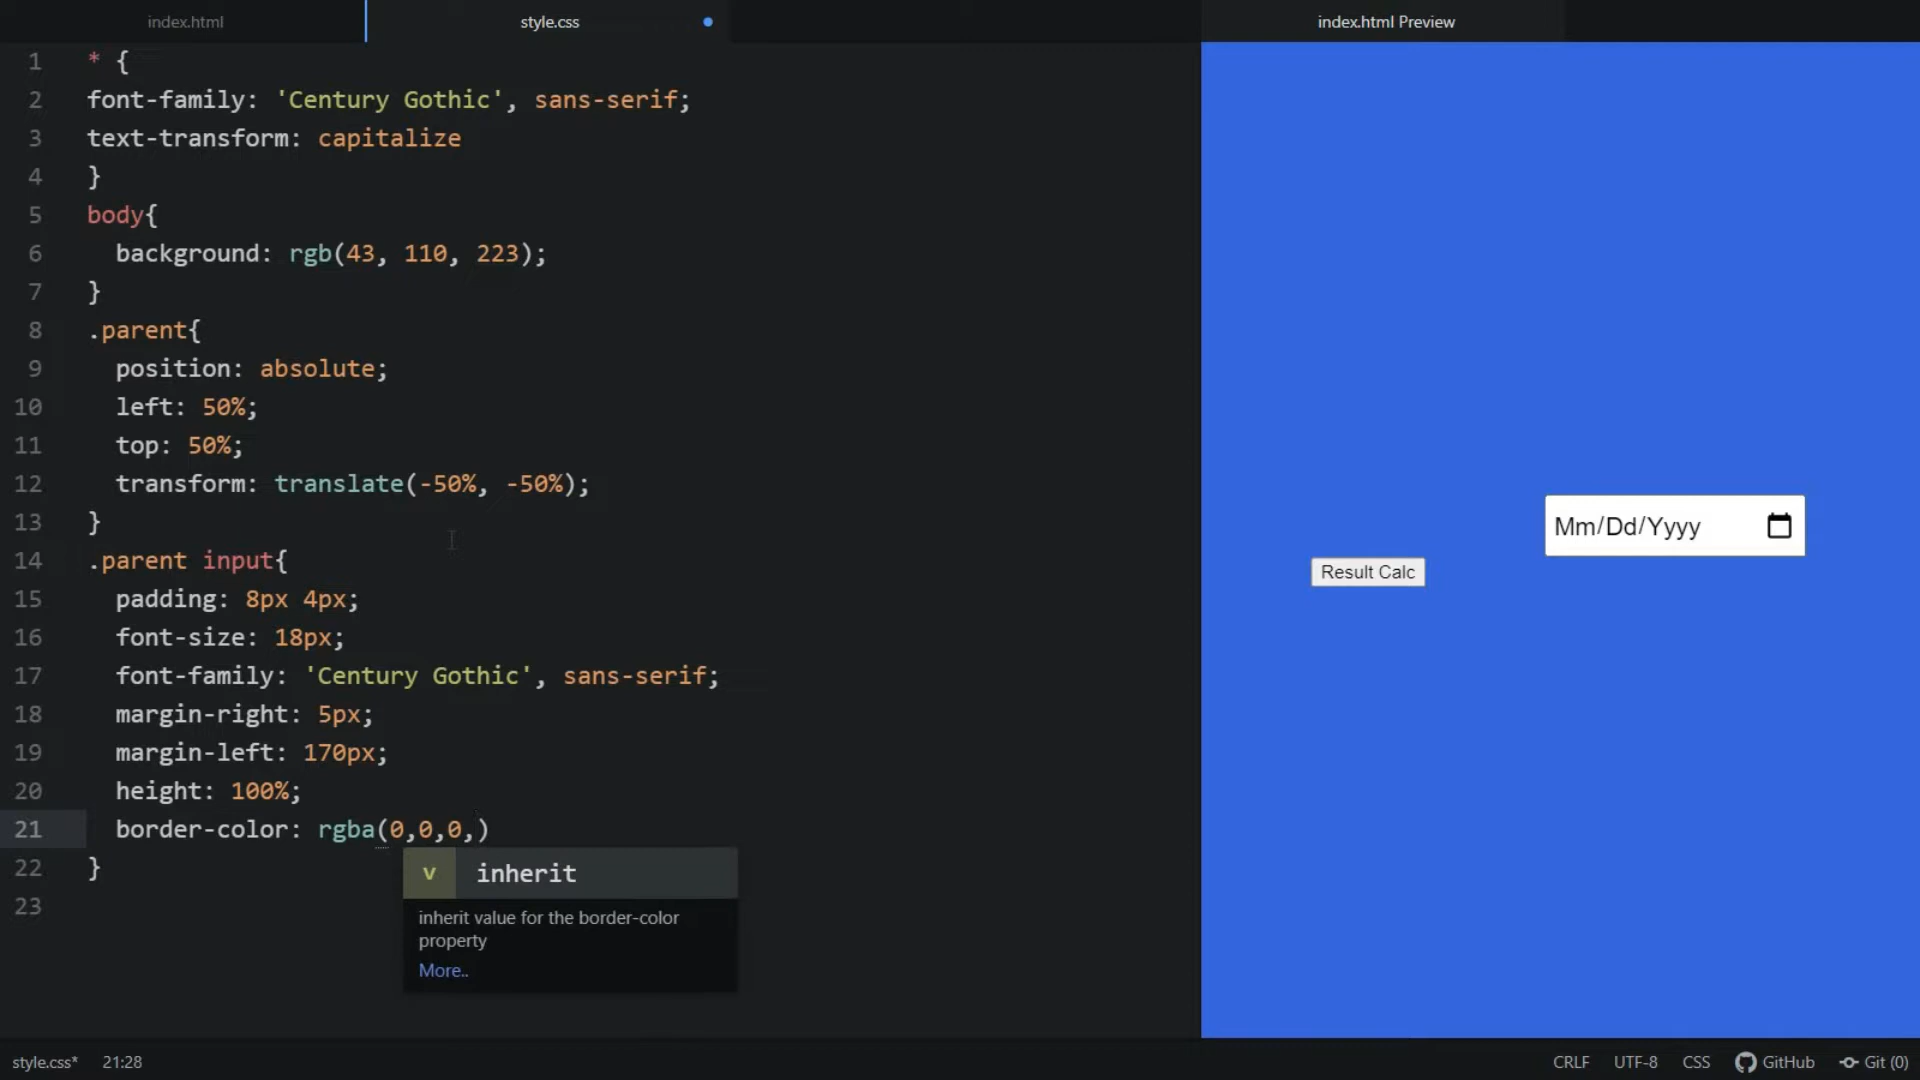 index.html
style.css
index.html Preview
1 * {
2 font-family: 'Century Gothic', sans-serif;
3 text-transform: capitalize
4 }
5 body{
6 background: rgb(43, 110, 223);
7 }
8 .parent{
9 position: absolute;
10 left: 50%;
11 top: 50%;
12 transform: translate(-50%, -50%);
13 }
14 .parent input{
15 padding: 8px 4px;
16 font-size: 18px;
17 font-family: 'Century Gothic', sans-serif;
18 margin-right: 5px;
19 margin-left: 170px;
20 height: 100%;
21 border-color: rgba(0,0,0,)
22 }
23
v inherit
inherit value for the border-color
property
More..
Mm/Dd/Yyyy
Result Calc
style.css* 21:28
CRLF UTF-8 CSS GitHub Git (0)